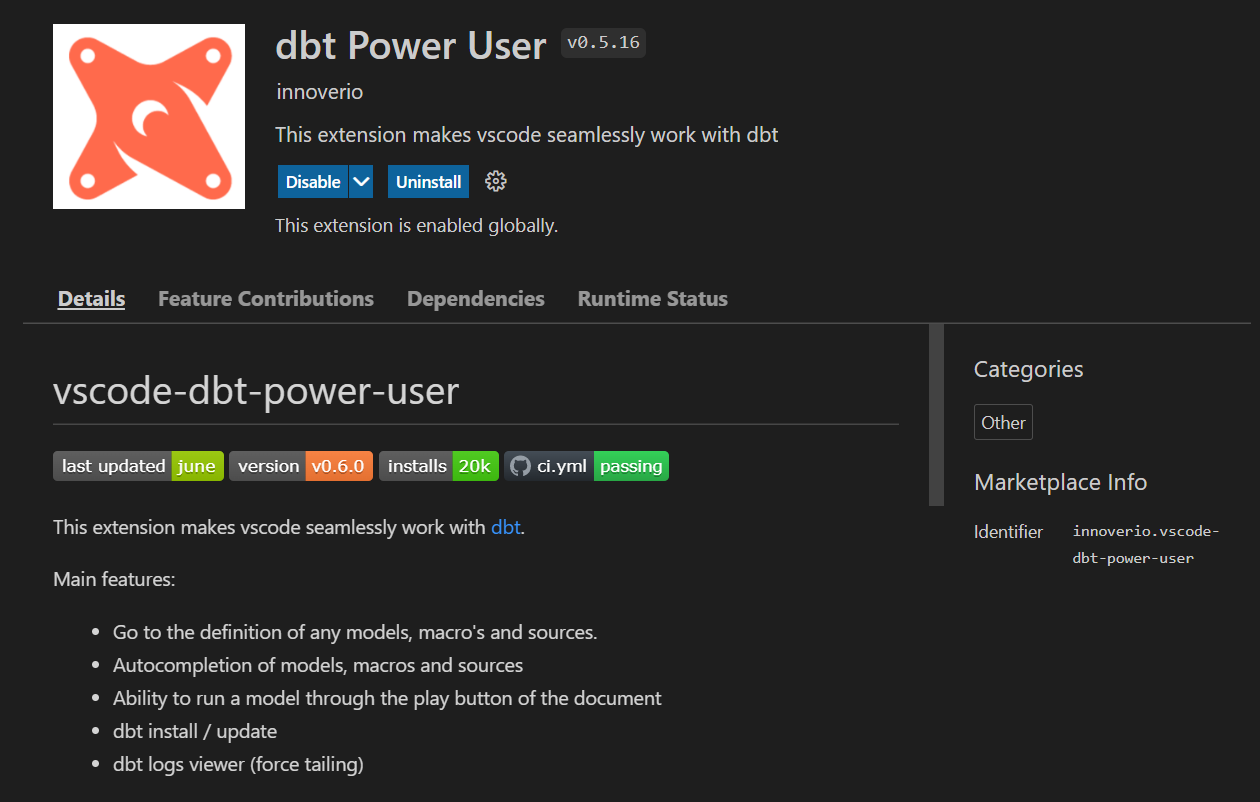 dbt Power User v0.5.16
innoverio
This extension makes vscode seamlessly work with dbt
Disable Uninstall
This extension is enabled globally.
Details Feature Contributions Dependencies Runtime Status
vscode-dbt-power-user
last updated june version v0.6.0 installs 20k ci.yml passing
This extension makes vscode seamlessly work with dbt.
Main features:
• Go to the definition of any models, macro's and sources.
• Autocompletion of models, macros and sources
• Ability to run a model through the play button of the document
• dbt install / update
• dbt logs viewer (force tailing)
Categories
Other
Marketplace Info
Identifier innoverio.vscode-
dbt-power-user